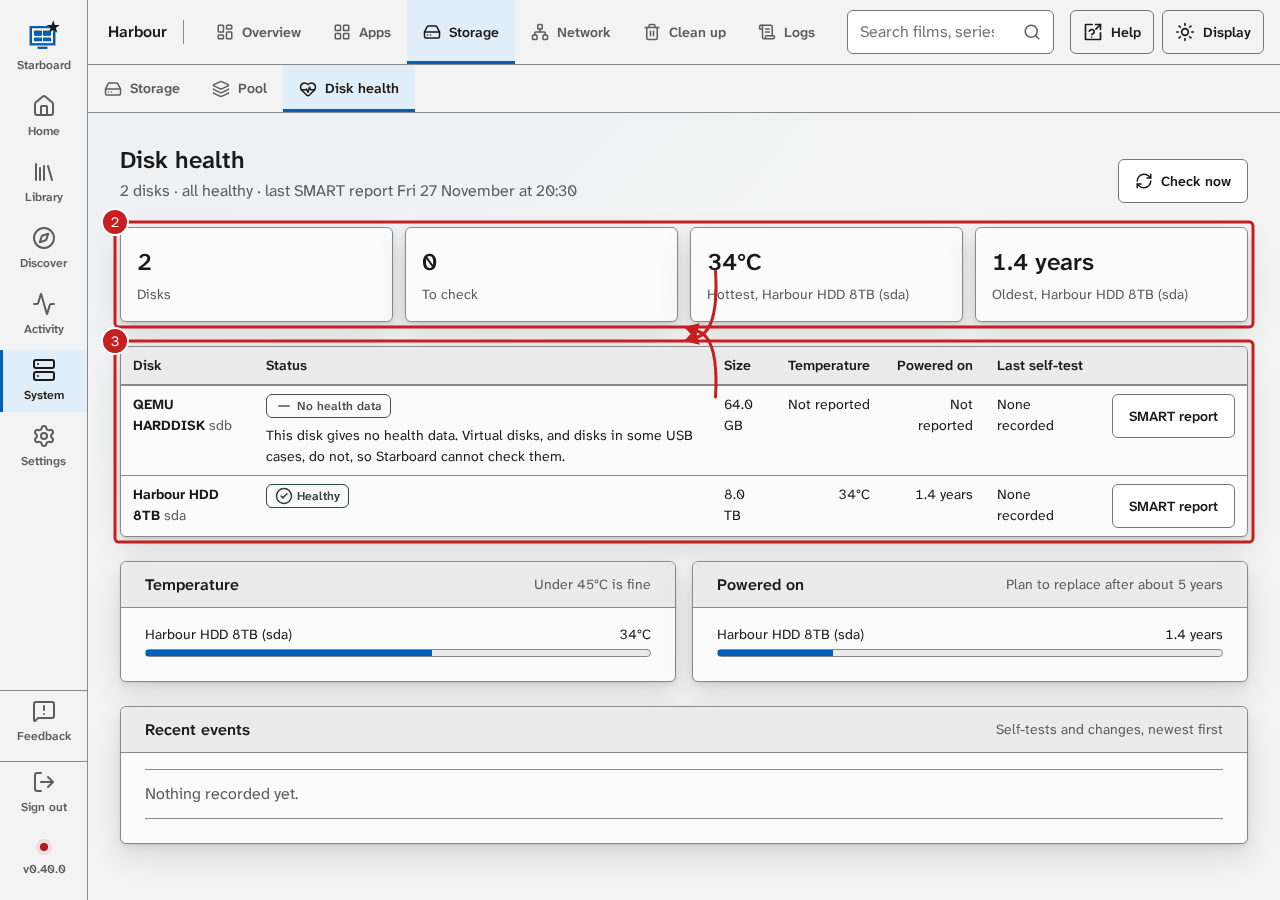 Starboard
Home
Library
Discover
Activity
System
Settings
Feedback
Sign out
v0.40.0
Harbour
Overview
Apps
Storage
Network
Clean up
Logs
Search films, series
Help
Display
Storage
Pool
Disk health
Disk health
2 disks · all healthy · last SMART report Fri 27 November at 20:30
Check now
2
2
Disks
0
To check
34°C
Hottest, Harbour HDD 8TB (sda)
1.4 years
Oldest, Harbour HDD 8TB (sda)
3
Disk Status Size Temperature Powered on Last self-test
QEMU HARDDISK sdb
No health data
This disk gives no health data. Virtual disks, and disks in some USB
cases, do not, so Starboard cannot check them.
64.0 GB
Not reported
Not reported
None recorded
SMART report
Harbour HDD 8TB sda
Healthy
8.0 TB
34°C
1.4 years
None recorded
SMART report
Temperature
Under 45°C is fine
Harbour HDD 8TB (sda)
34°C
Powered on
Plan to replace after about 5 years
Harbour HDD 8TB (sda)
1.4 years
Recent events
Self-tests and changes, newest first
Nothing recorded yet.